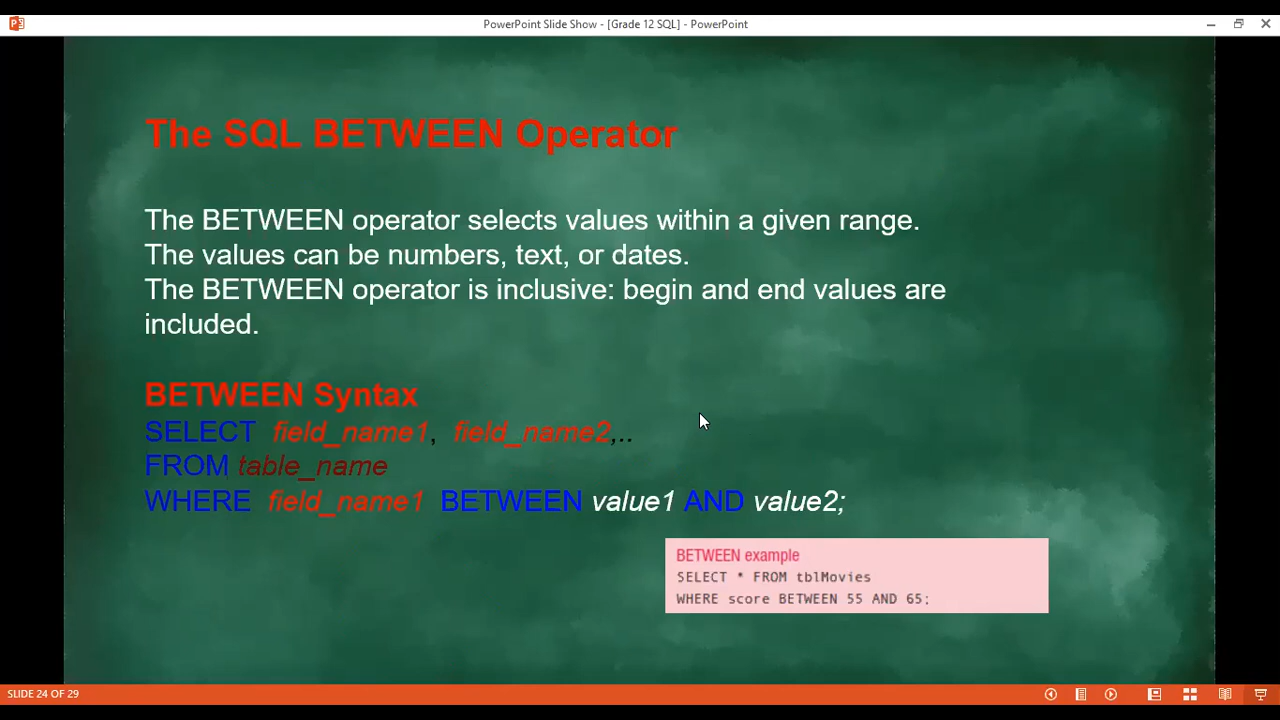 PowerPoint Slide Show - [Grade 12 SQL] - PowerPoint
The SQL BETWEEN Operator
The BETWEEN operator selects values within a given range.
The values can be numbers, text, or dates.
The BETWEEN operator is inclusive: begin and end values are
included.
BETWEEN Syntax
SELECT field_name1, field_name2,..
FROM table_name
WHERE field_name1 BETWEEN value1 AND value2;
BETWEEN example
SELECT * FROM tblMovies
WHERE score BETWEEN 55 AND 65;
SLIDE 24 OF 29